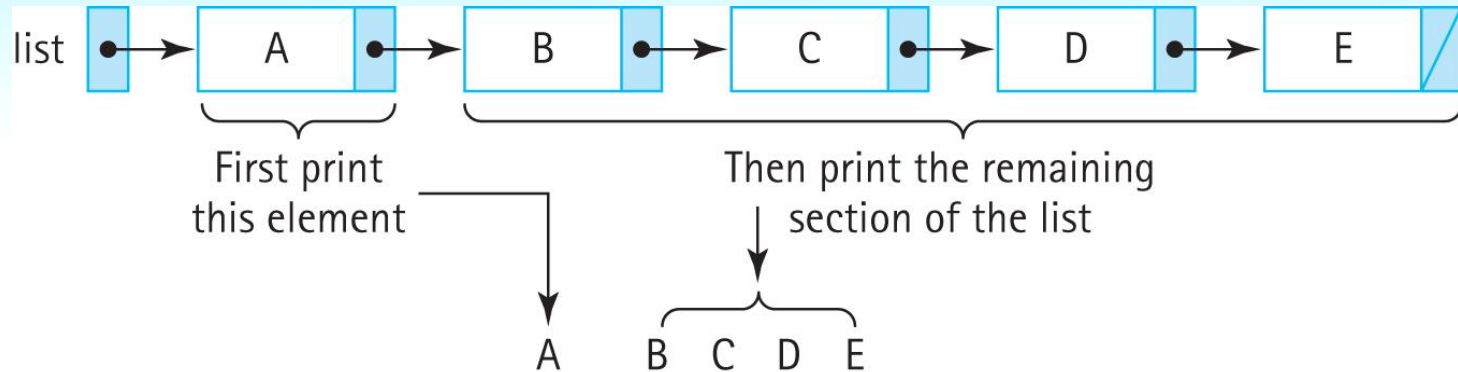 list A B C D E
First print
this element
Then print the remaining
section of the list
A B C D E